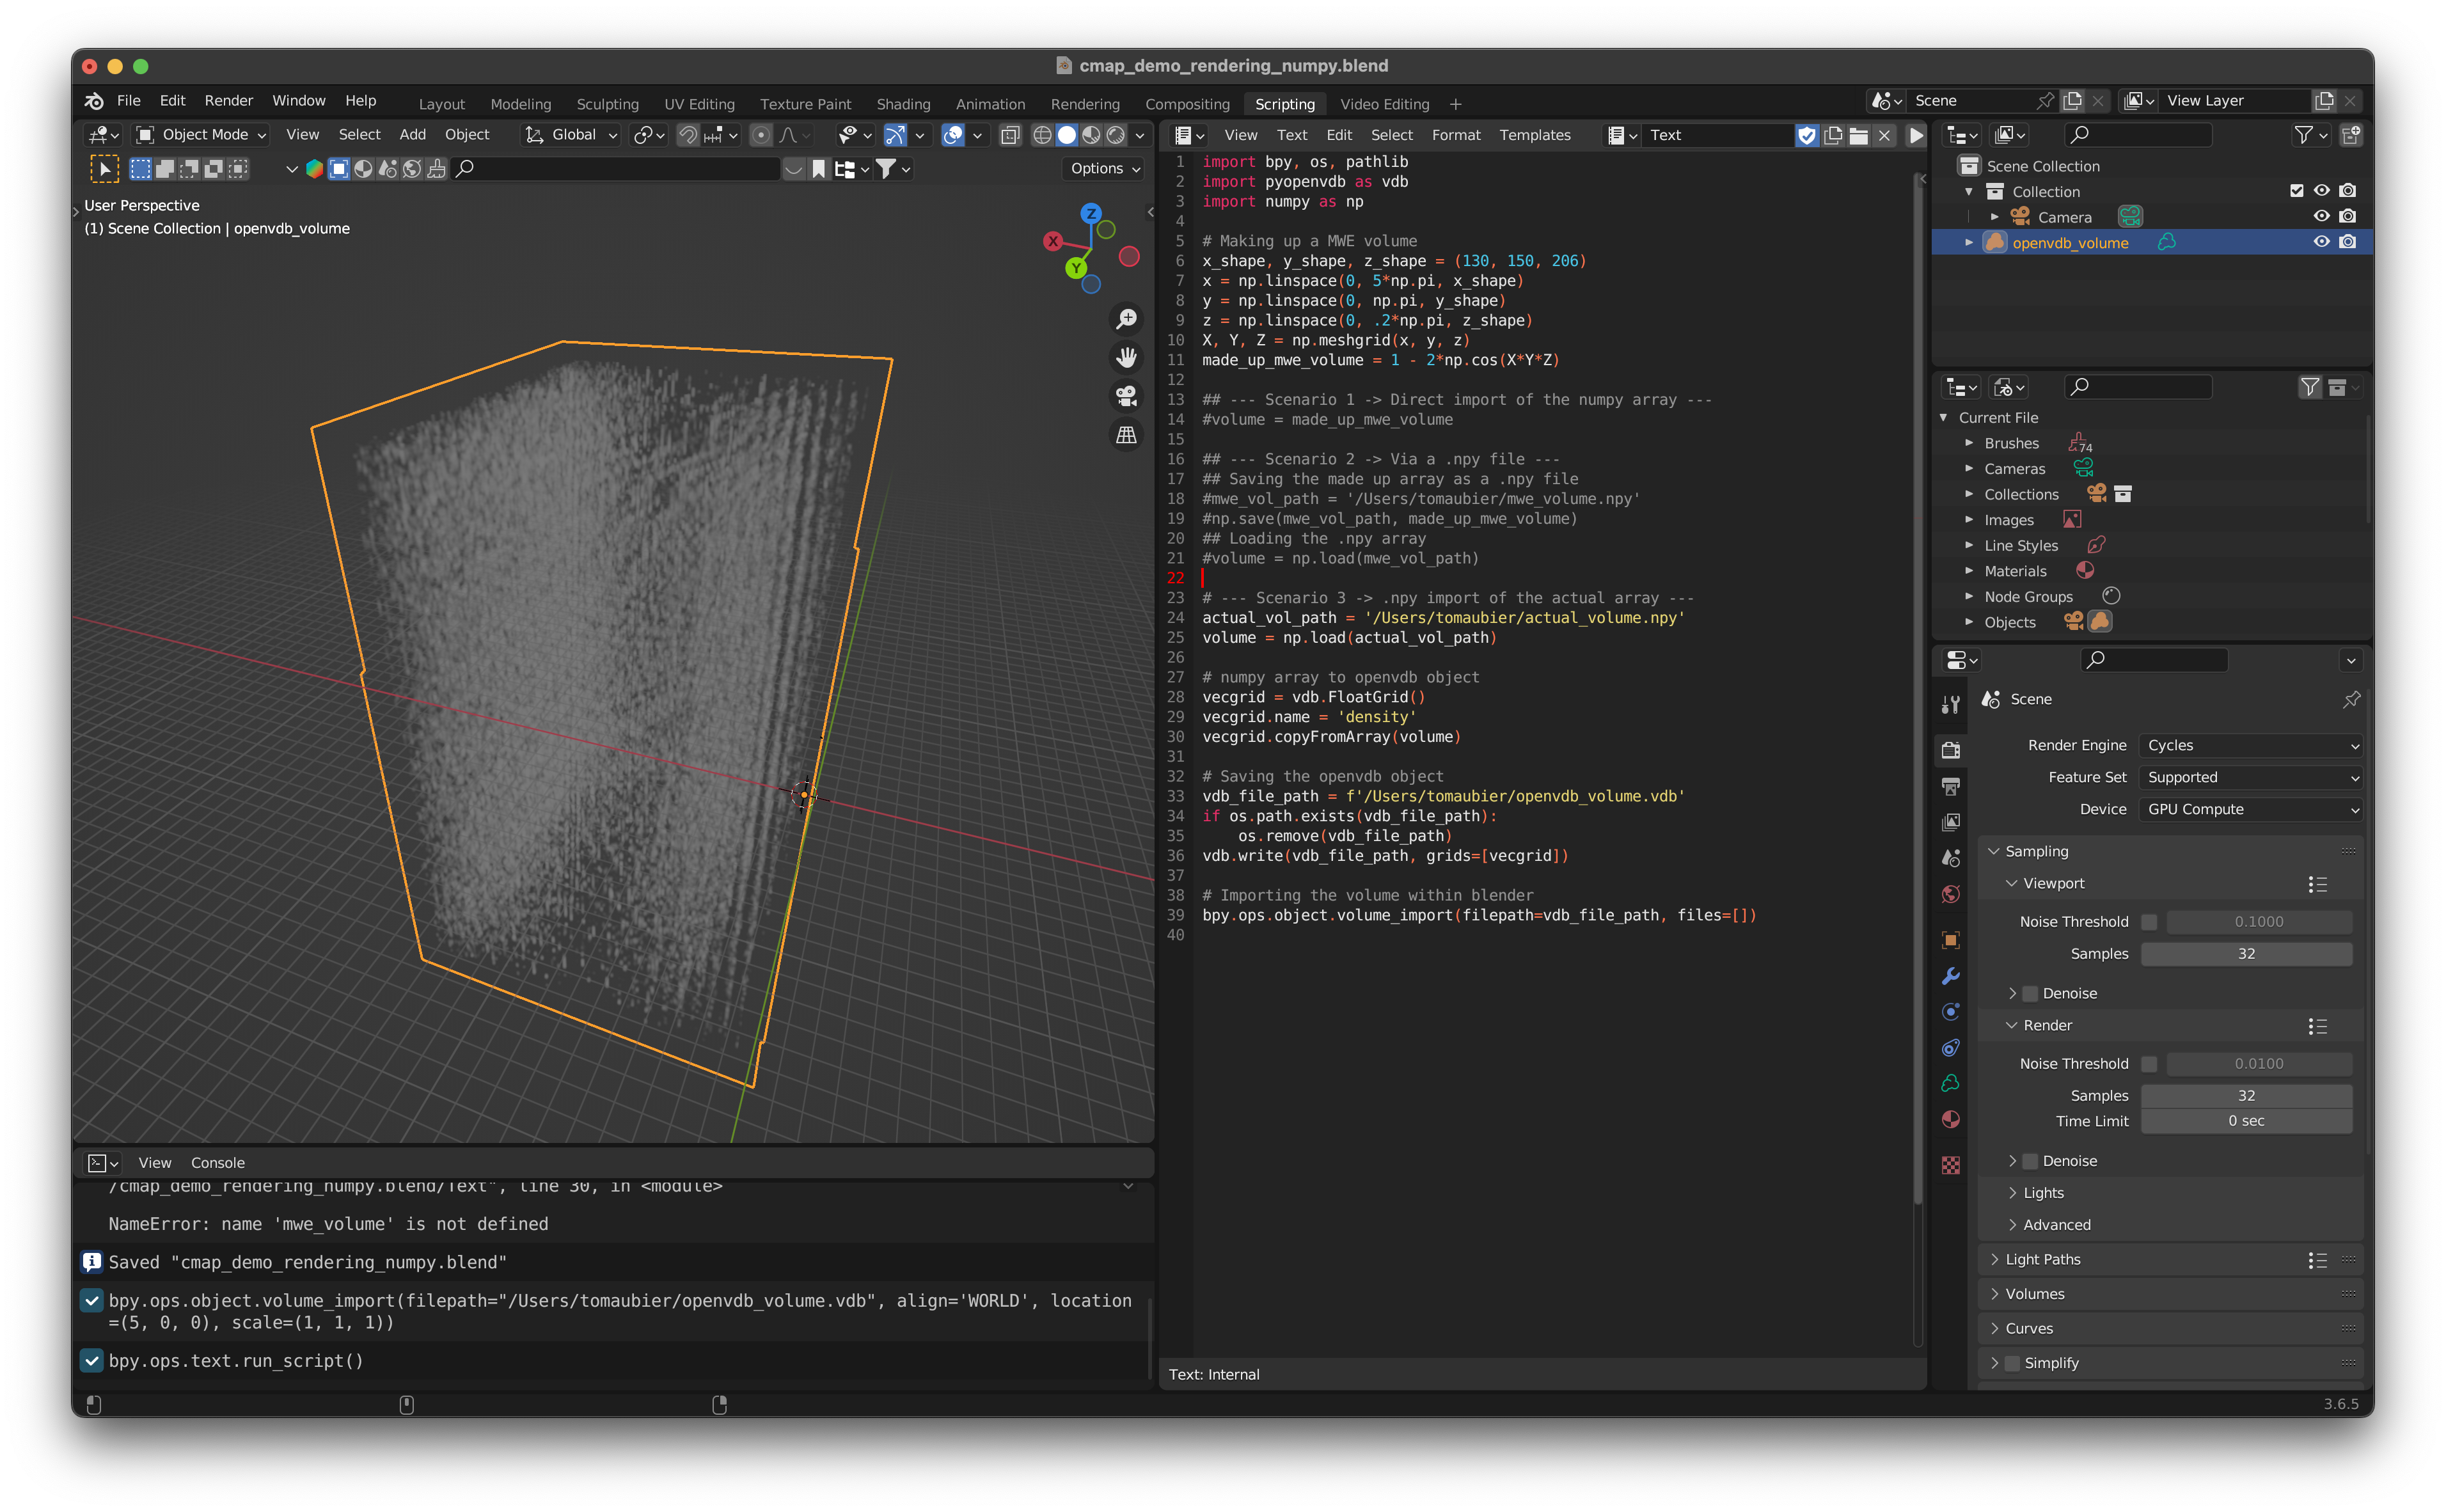 cmap_demo_rendering_numpy.blend
File Edit Render Window Help Layout Modeling Sculpting UV Editing Texture Paint Shading Animation Rendering Compositing Scripting Video Editing + Scene View Layer
Object Mode View Select Add Object Global
Options
User Perspective
(1) Scene Collection | openvdb_volume
Z
X
Y
View Text Edit Select Format Templates Text
1 import bpy, os, pathlib
2 import pyopenvdb as vdb
3 import numpy as np
4
5 # Making up a MWE volume
6 x_shape, y_shape, z_shape = (130, 150, 206)
7 x = np.linspace(0, 5*np.pi, x_shape)
8 y = np.linspace(0, np.pi, y_shape)
9 z = np.linspace(0, .2*np.pi, z_shape)
10 X, Y, Z = np.meshgrid(x, y, z)
11 made_up_mwe_volume = 1 - 2*np.cos(X*Y*Z)
12
13 ## --- Scenario 1 -> Direct import of the numpy array ---
14 #volume = made_up_mwe_volume
15
16 ## --- Scenario 2 -> Via a .npy file ---
17 ## Saving the made up array as a .npy file
18 #mwe_vol_path = '/Users/tomaubier/mwe_volume.npy'
19 #np.save(mwe_vol_path, made_up_mwe_volume)
20 ## Loading the .npy array
21 #volume = np.load(mwe_vol_path)
22
23 # --- Scenario 3 -> .npy import of the actual array ---
24 actual_vol_path = '/Users/tomaubier/actual_volume.npy'
25 volume = np.load(actual_vol_path)
26
27 # numpy array to openvdb object
28 vecgrid = vdb.FloatGrid()
29 vecgrid.name = 'density'
30 vecgrid.copyFromArray(volume)
31
32 # Saving the openvdb object
33 vdb_file_path = f'/Users/tomaubier/openvdb_volume.vdb'
34 if os.path.exists(vdb_file_path):
35     os.remove(vdb_file_path)
36 vdb.write(vdb_file_path, grids=[vecgrid])
37
38 # Importing the volume within blender
39 bpy.ops.object.volume_import(filepath=vdb_file_path, files=[])
40
Text: Internal
View Console
/cmap_demo_rendering_numpy.blend/Text", line 30, in <module>
NameError: name 'mwe_volume' is not defined
Saved "cmap_demo_rendering_numpy.blend"
bpy.ops.object.volume_import(filepath="/Users/tomaubier/openvdb_volume.vdb", align='WORLD', location
=(5, 0, 0), scale=(1, 1, 1))
bpy.ops.text.run_script()
Scene Collection
Collection
Camera
openvdb_volume
Current File
Brushes 74
Cameras
Collections
Images
Line Styles
Materials
Node Groups
Objects
Scene
Render Engine Cycles
Feature Set Supported
Device GPU Compute
Sampling
Viewport
Noise Threshold 0.1000
Samples 32
Denoise
Render
Noise Threshold 0.0100
Samples 32
Time Limit 0 sec
Denoise
Lights
Advanced
Light Paths
Volumes
Curves
Simplify
3.6.5